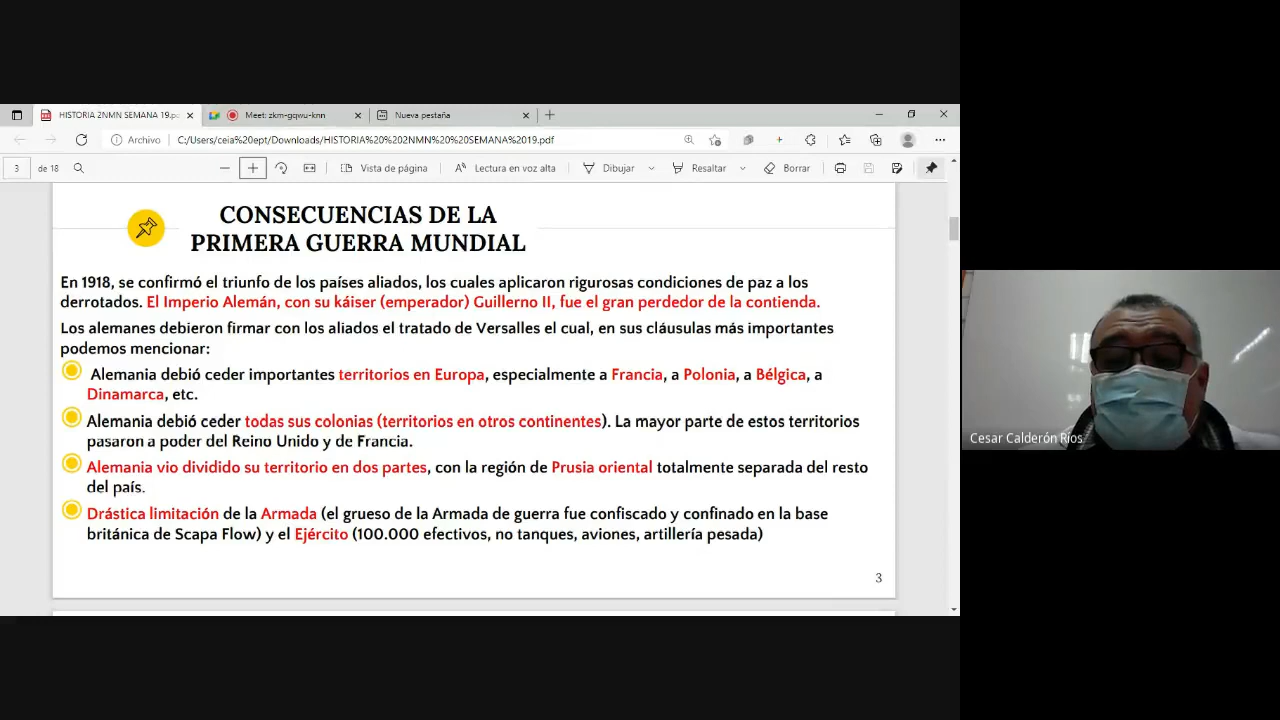 HISTORIA 2NMN SEMANA 19.pc
Meet: zkm-gqwu-knn
Nueva pestaña
Archivo
C:/Users/ceia%20ept/Downloads/HISTORIA%20%202NMN%20%20SEMANA%2019.pdf
3 de 18
Vista de página
Lectura en voz alta
Dibujar
Resaltar
Borrar
CONSECUENCIAS DE LA
PRIMERA GUERRA MUNDIAL
En 1918, se confirmó el triunfo de los países aliados, los cuales aplicaron rigurosas condiciones de paz a los
derrotados. El Imperio Alemán, con su káiser (emperador) Guillerno II, fue el gran perdedor de la contienda.
Los alemanes debieron firmar con los aliados el tratado de Versalles el cual, en sus cláusulas más importantes
podemos mencionar:
Alemania debió ceder importantes territorios en Europa, especialmente a Francia, a Polonia, a Bélgica, a
Dinamarca, etc.
Alemania debió ceder todas sus colonias (territorios en otros continentes). La mayor parte de estos territorios
pasaron a poder del Reino Unido y de Francia.
Alemania vio dividido su territorio en dos partes, con la región de Prusia oriental totalmente separada del resto
del país.
Drástica limitación de la Armada (el grueso de la Armada de guerra fue confiscado y confinado en la base
británica de Scapa Flow) y el Ejército (100.000 efectivos, no tanques, aviones, artillería pesada)
3
Cesar Calderón Ríos